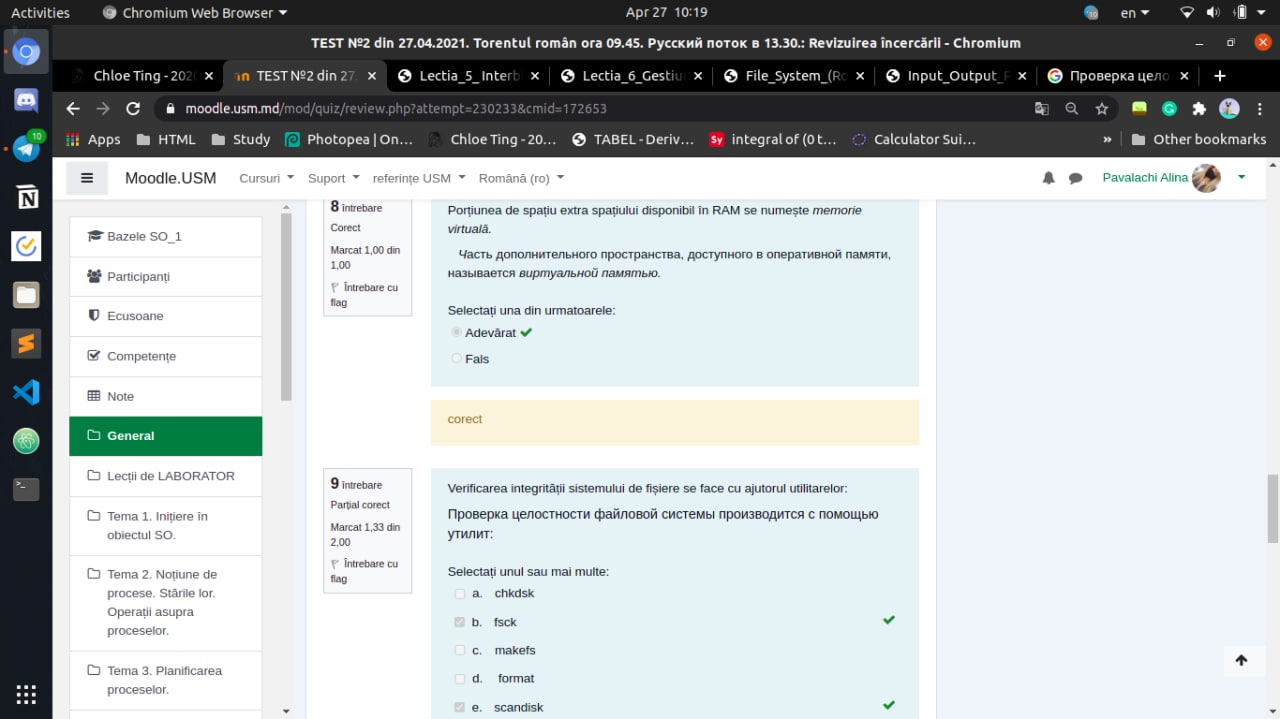 Activities
Chromium Web Browser
Apr 27 10:19
10
en
TEST №2 din 27.04.2021. Torentul român ora 09.45. Русский поток в 13.30.: Revizuirea încercării - Chromium
Chloe Ting - 202
TEST №2 din 27.
Lectia_5_Interb
Lectia_6_Gestiu
File_System_(Ro
Input_Output_R
Проверка цело
moodle.usm.md/mod/quiz/review.php?attempt=230233&cmid=172653
Apps
HTML
Study
Photopea | On...
Chloe Ting - 20...
TABEL - Deriv...
Sy
integral of (0 t...
Calculator Sui...
»
Other bookmarks
10
Moodle.USM
Cursuri
Suport
referințe USM
Română (ro)
Pavalachi Alina
Bazele SO_1
Participanți
Ecusoane
Competențe
Note
General
Lecții de LABORATOR
Tema 1. Inițiere în
obiectul SO.
Tema 2. Noțiune de
procese. Stările lor.
Operații asupra
proceselor.
Tema 3. Planificarea
proceselor.
8 întrebare
Corect
Marcat 1,00 din
1,00
Întrebare cu
flag
Porțiunea de spațiu extra spațiului disponibil în RAM se numește memorie
virtuală.
Часть дополнительного пространства, доступного в оперативной памяти,
называется виртуальной памятью.
Selectați una din urmatoarele:
Adevărat
Fals
corect
9 întrebare
Parțial corect
Marcat 1,33 din
2,00
Întrebare cu
flag
Verificarea integrității sistemului de fișiere se face cu ajutorul utilitarelor:
Проверка целостности файловой системы производится с помощью
утилит:
Selectați unul sau mai multe:
a. chkdsk
b. fsck
c. makefs
d. format
e. scandisk